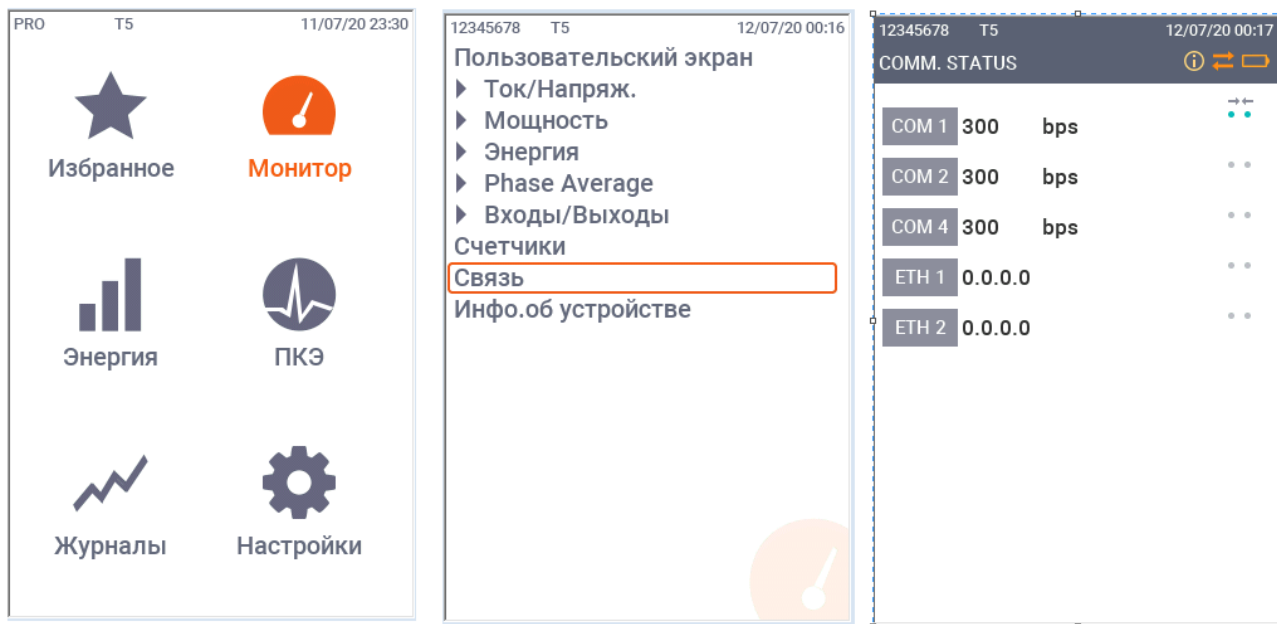 PRO T5 11/07/20 23:30
Избранное Монитор
Энергия ПКЭ
Журналы Настройки
12345678 T5 12/07/20 00:16
Пользовательский экран
Ток/Напряж.
Мощность
Энергия
Phase Average
Входы/Выходы
Счетчики
Связь
Инфо.об устройстве
12345678 T5 12/07/20 00:17
COMM. STATUS
COM 1 300 bps
COM 2 300 bps
COM 4 300 bps
ETH 1 0.0.0.0
ETH 2 0.0.0.0